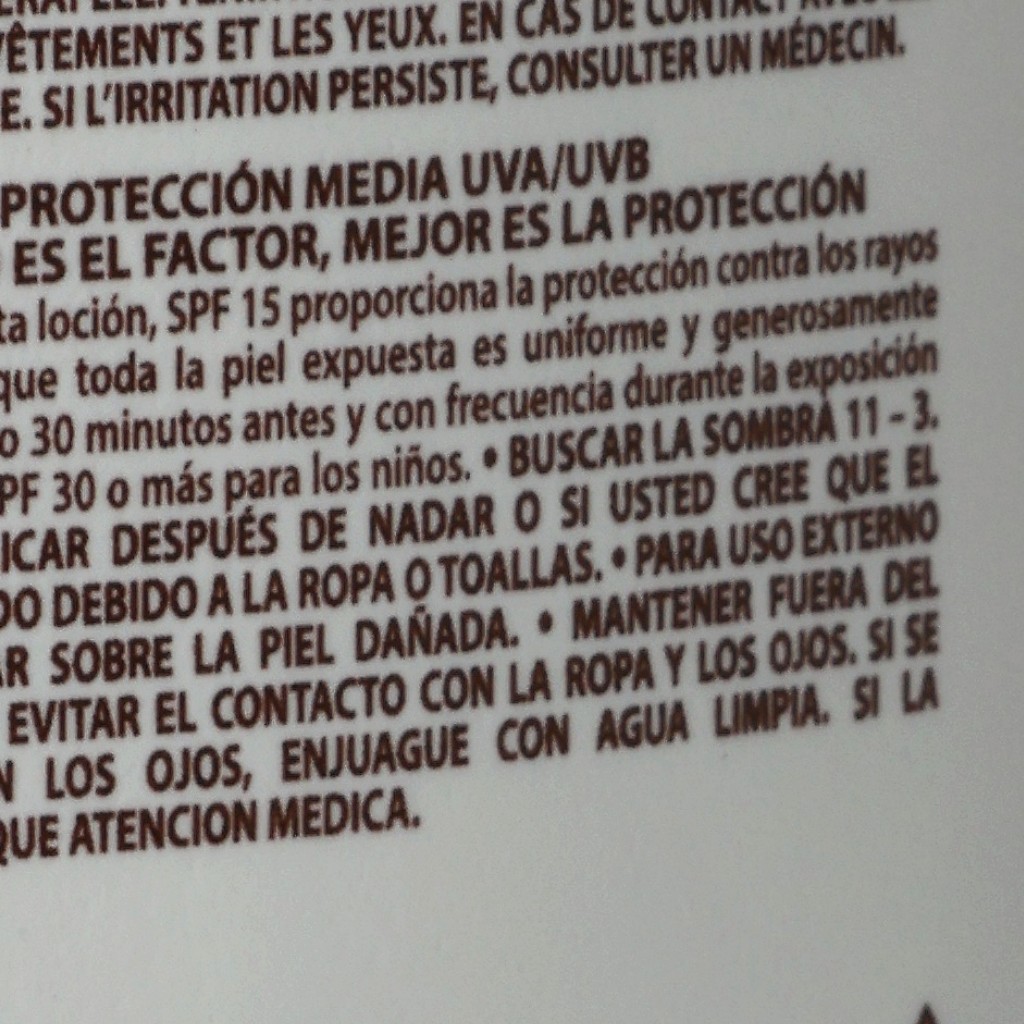 VÊTEMENTS ET LES YEUX. EN CAS DE CONTACT
E. SI L'IRRITATION PERSISTE, CONSULTER UN MÉDECIN.
PROTECCIÓN MEDIA UVA/UVB
ES EL FACTOR, MEJOR ES LA PROTECCIÓN
ta loción, SPF 15 proporciona la protección contra los rayos
que toda la piel expuesta es uniforme y generosamente
o 30 minutos antes y con frecuencia durante la exposición
PF 30 o más para los niños. • BUSCAR LA SOMBRA 11 – 3.
ICAR DESPUÉS DE NADAR O SI USTED CREE QUE EL
DO DEBIDO A LA ROPA O TOALLAS. • PARA USO EXTERNO
AR SOBRE LA PIEL DAÑADA. • MANTENER FUERA DEL
EVITAR EL CONTACTO CON LA ROPA Y LOS OJOS. SI SE
N LOS OJOS, ENJUAGUE CON AGUA LIMPIA. SI LA
QUE ATENCION MEDICA.